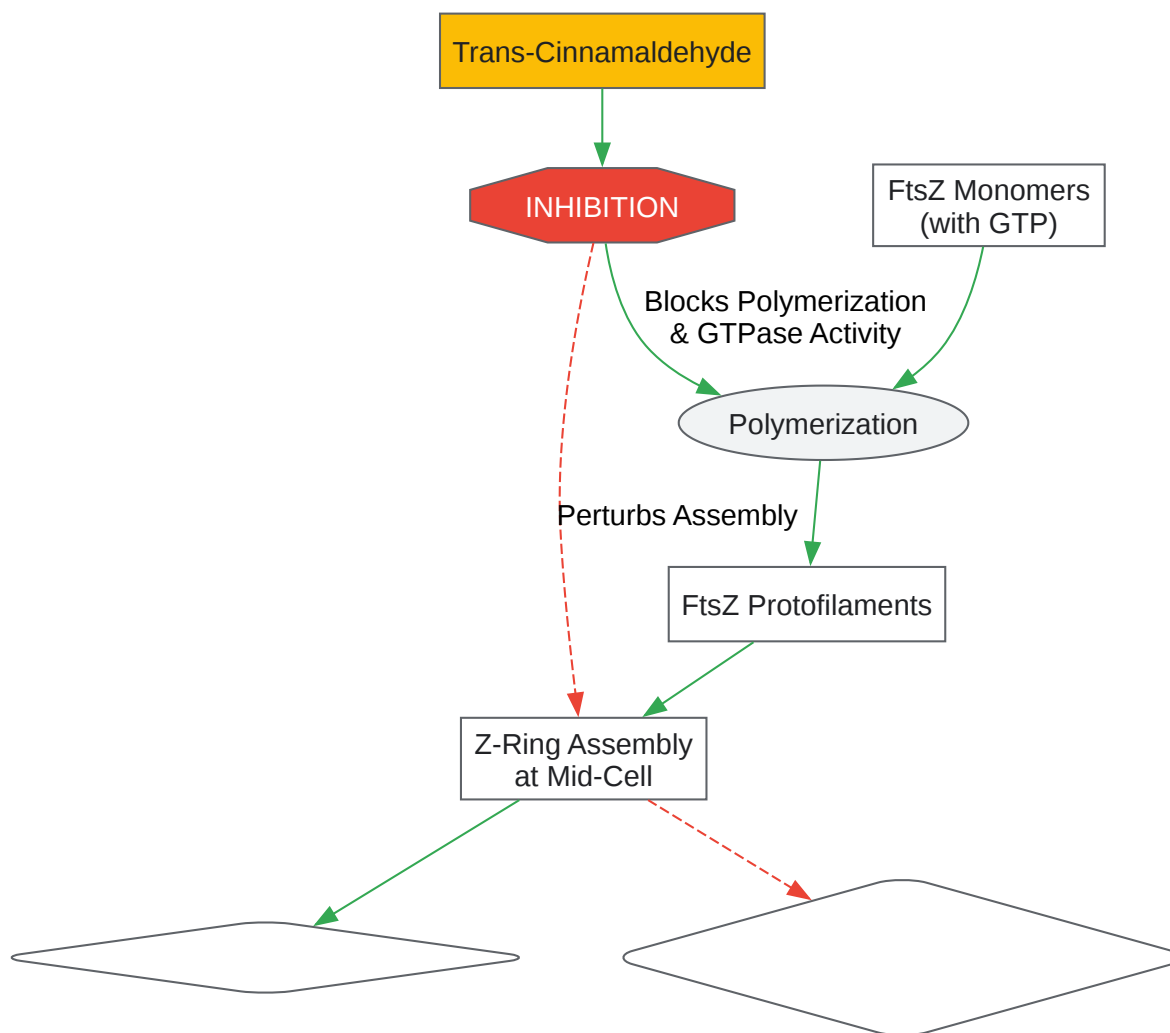 Trans-Cinnamaldehyde
INHIBITION
FtsZ Monomers
(with GTP)
Blocks Polymerization
& GTPase Activity
Polymerization
Perturbs Assembly
FtsZ Protofilaments
Z-Ring Assembly
at Mid-Cell